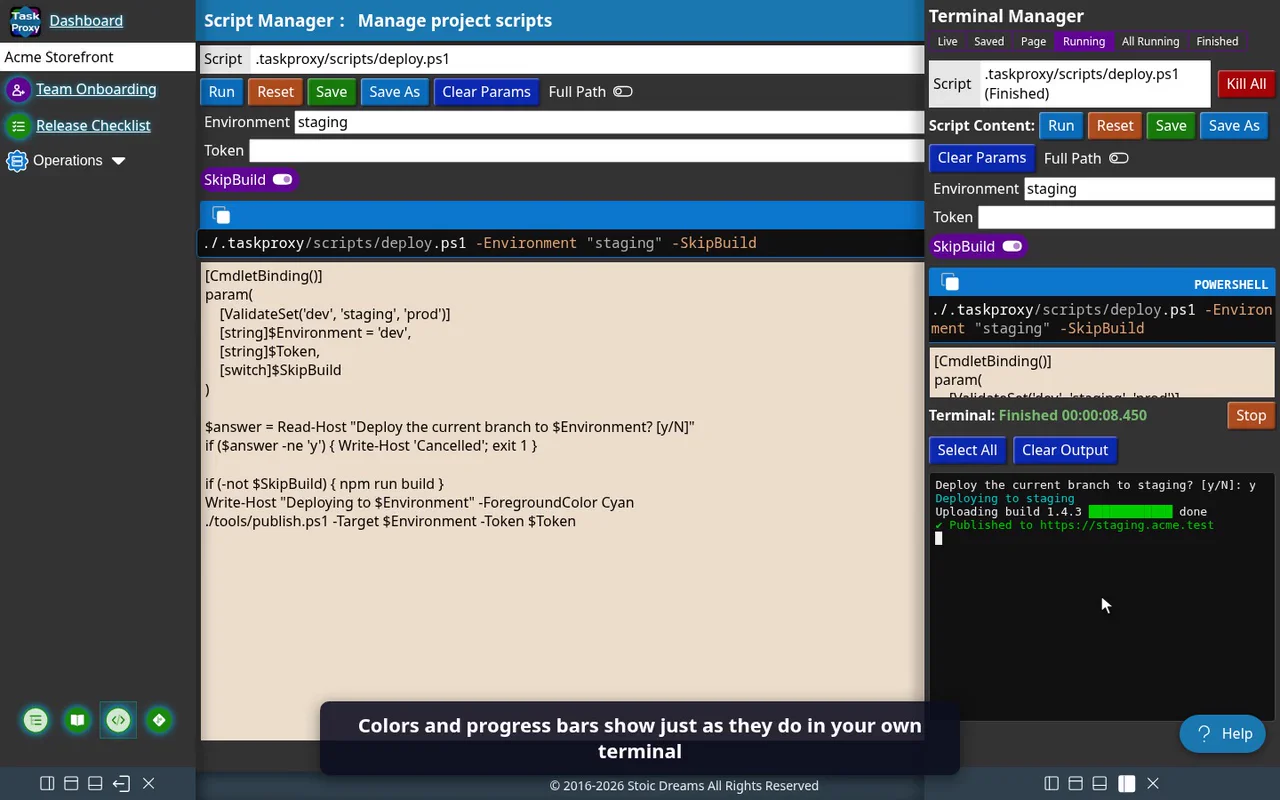 Task
Proxy
Dashboard
Acme Storefront
Team Onboarding
Release Checklist
Operations
Script Manager : Manage project scripts
Script .taskproxy/scripts/deploy.ps1
Run Reset Save Save As Clear Params Full Path
Environment staging
Token
SkipBuild
./.taskproxy/scripts/deploy.ps1 -Environment "staging" -SkipBuild
[CmdletBinding()]
param(
[ValidateSet('dev', 'staging', 'prod')]
[string]$Environment = 'dev',
[string]$Token,
[switch]$SkipBuild
)
$answer = Read-Host "Deploy the current branch to $Environment? [y/N]"
if ($answer -ne 'y') { Write-Host 'Cancelled'; exit 1 }
if (-not $SkipBuild) { npm run build }
Write-Host "Deploying to $Environment" -ForegroundColor Cyan
./tools/publish.ps1 -Target $Environment -Token $Token
Terminal Manager
Live Saved Page Running All Running Finished
Script .taskproxy/scripts/deploy.ps1
(Finished)
Kill All
Script Content: Run Reset Save Save As
Clear Params Full Path
Environment staging
Token
SkipBuild
POWERSHELL
./.taskproxy/scripts/deploy.ps1 -Environ
ment "staging" -SkipBuild
[CmdletBinding()]
param(
[ValidateSet('dev', 'staging', 'prod')]
Terminal: Finished 00:00:08.450 Stop
Select All Clear Output
Deploy the current branch to staging? [y/N]: y
Deploying to staging
Uploading build 1.4.3 done
✔ Published to https://staging.acme.test
Colors and progress bars show just as they do in your own
terminal
? Help
© 2016-2026 Stoic Dreams All Rights Reserved